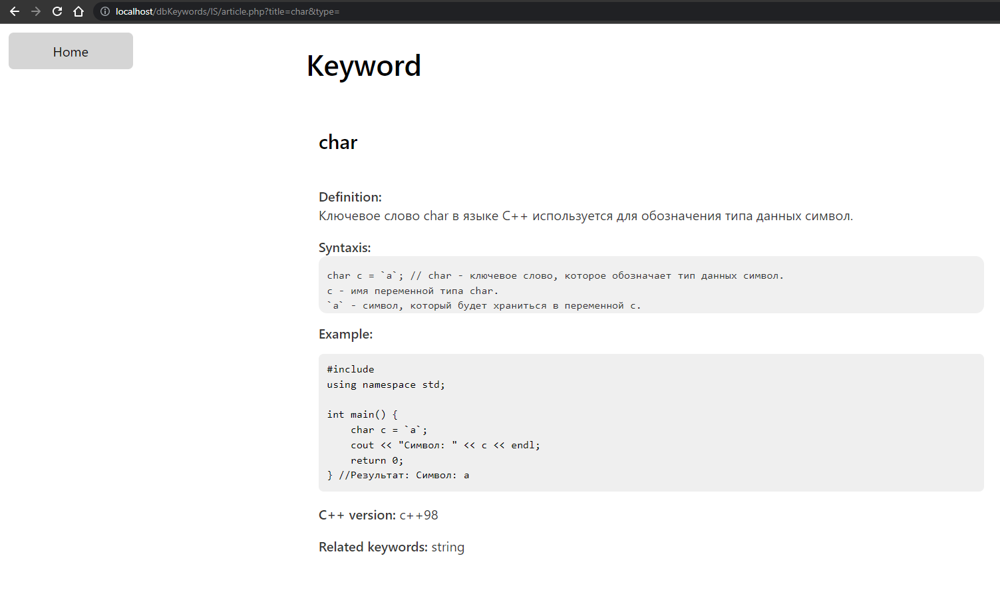 localhost/dbKeywords/IS/article.php?title=char&type=
Home
Keyword
char
Definition:
Ключевое слово char в языке C++ используется для обозначения типа данных символ.
Syntaxis:
char c = `a`; // char - ключевое слово, которое обозначает тип данных символ.
c - имя переменной типа char.
`a` - символ, который будет храниться в переменной c.
Example:
#include
using namespace std;
int main() {
    char c = `a`;
    cout << "Символ: " << c << endl;
    return 0;
} //Результат: Символ: a
C++ version: c++98
Related keywords: string